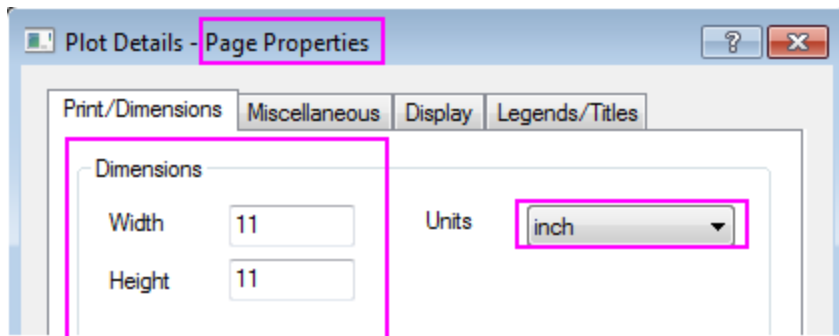 Plot Details - Page Properties
Print/Dimensions Miscellaneous Display Legends/Titles
Dimensions
Width 11 Units inch
Height 11